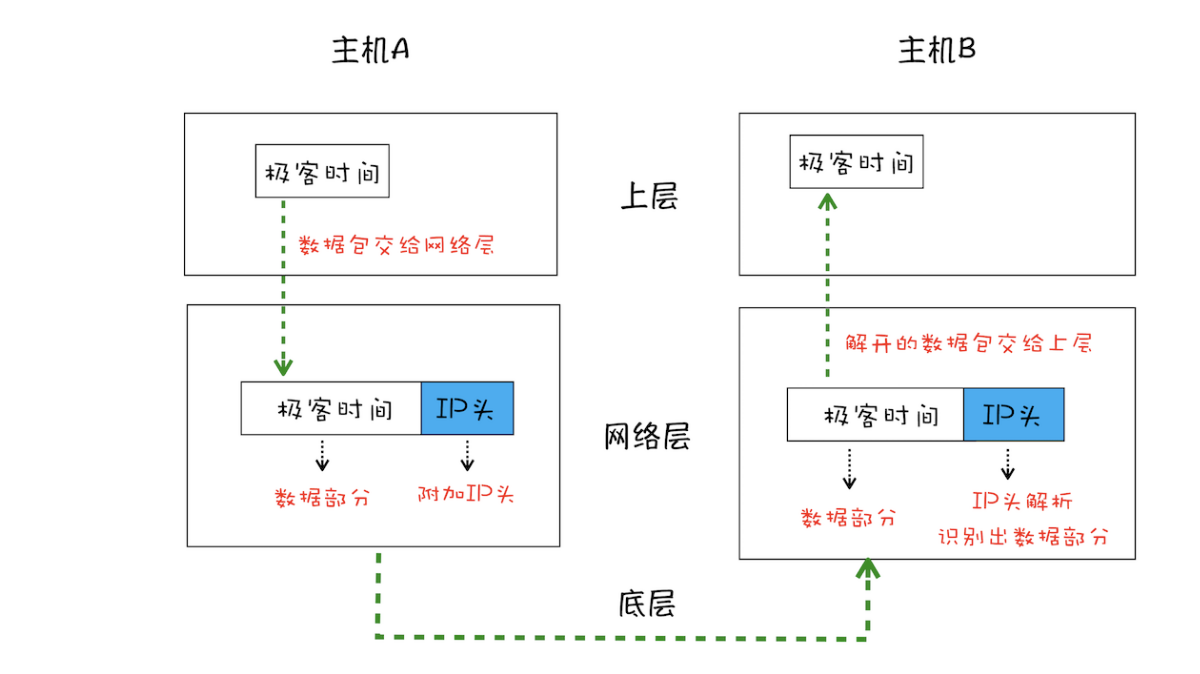 主机A
主机B
极客时间
极客时间
上层
数据包交给网络层
解开的数据包交给上层
极客时间
IP头
极客时间
IP头
网络层
数据部分
附加IP头
数据部分
IP头解析
识别出数据部分
底层